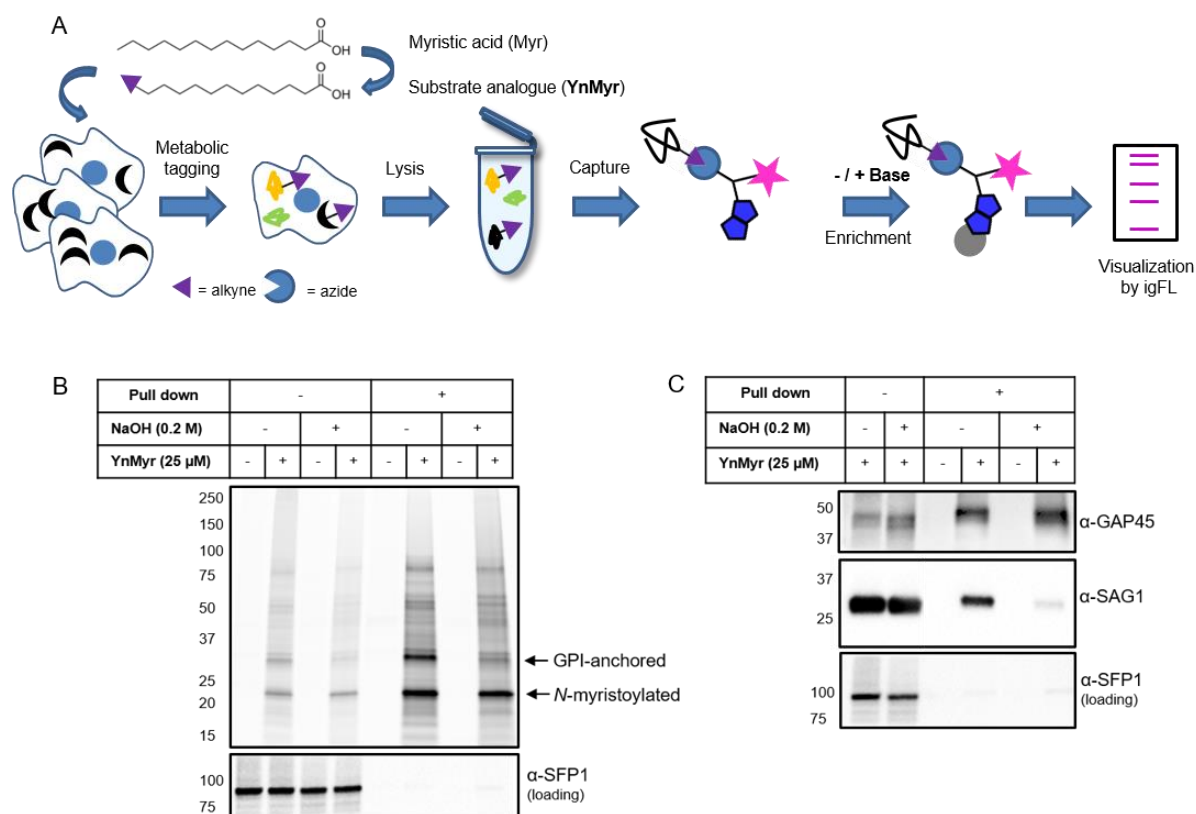 A
O
OH
Myristic acid (Myr)
O
OH
Substrate analogue (YnMyr)
Metabolic
tagging
Lysis
Capture
- / + Base
Enrichment
Visualization
by igFL
= alkyne
= azide
B
Pull down - +
NaOH (0.2 M) - + - +
YnMyr (25 µM) - + - + - + - +
250
150
100
75
50
37
25
20
15
GPI-anchored
N-myristoylated
100
75
α-SFP1
(loading)
C
Pull down - +
NaOH (0.2 M) - + - +
YnMyr (25 µM) + + - + - +
50
37
α-GAP45
37
25
α-SAG1
100
75
α-SFP1
(loading)